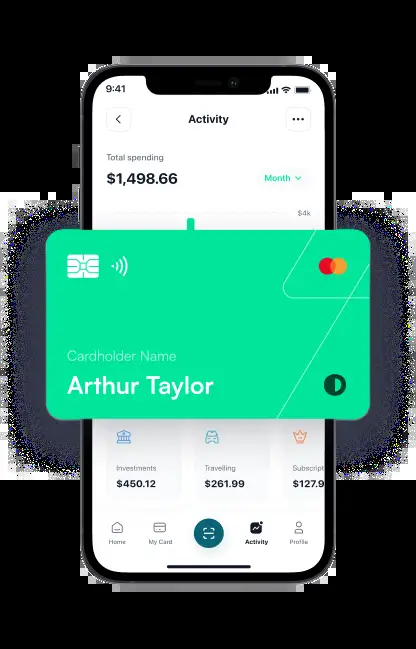 9:41
Activity
Total spending
$1,498.66
Month
$4k
Cardholder Name
Arthur Taylor
Investments
Travelling
Subscript
$450.12
$261.99
$127.9
Home
My Card
Activity
Profile